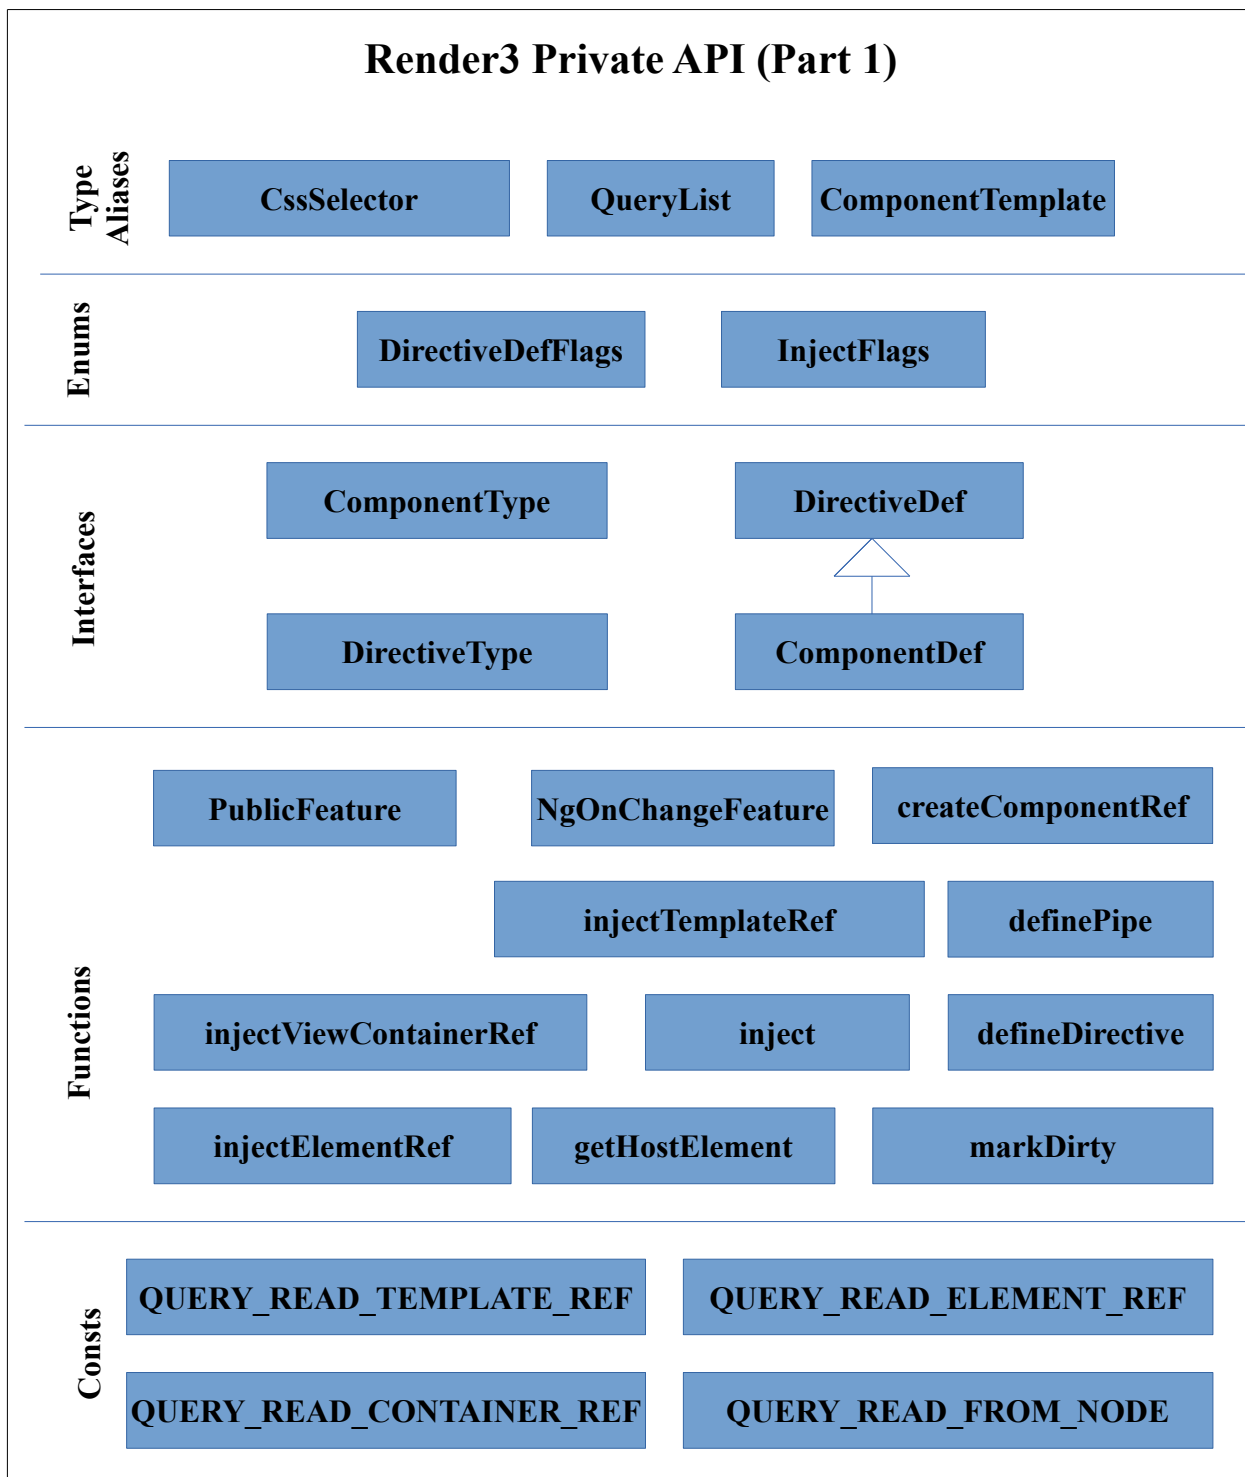 Render3 Private API (Part 1)
Type
Aliases
CssSelector
QueryList
ComponentTemplate
Enums
DirectiveDefFlags
InjectFlags
Interfaces
ComponentType
DirectiveDef
DirectiveType
ComponentDef
Functions
PublicFeature
NgOnChangeFeature
createComponentRef
injectTemplateRef
definePipe
injectViewContainerRef
inject
defineDirective
injectElementRef
getHostElement
markDirty
Consts
QUERY_READ_TEMPLATE_REF
QUERY_READ_ELEMENT_REF
QUERY_READ_CONTAINER_REF
QUERY_READ_FROM_NODE